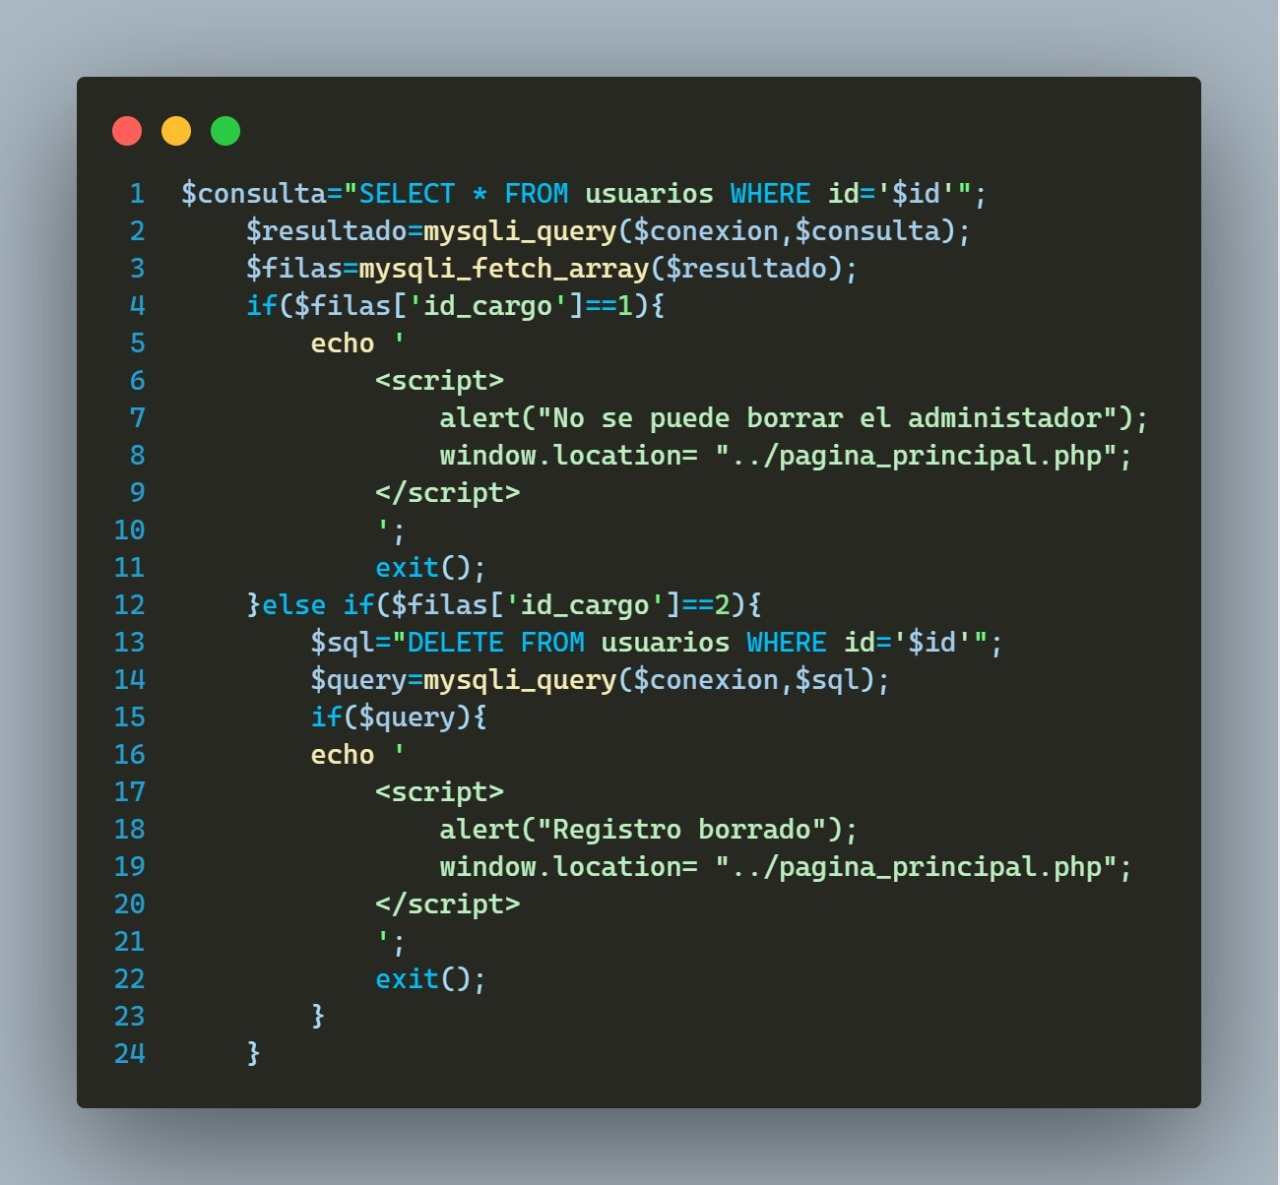 1 $consulta="SELECT * FROM usuarios WHERE id='$id'";
2 $resultado=mysqli_query($conexion,$consulta);
3 $filas=mysqli_fetch_array($resultado);
4 if($filas['id_cargo']==1){
5 echo '
6 <script>
7 alert("No se puede borrar el administador");
8 window.location= "../pagina_principal.php";
9 </script>
10 ';
11 exit();
12 }else if($filas['id_cargo']==2){
13 $sql="DELETE FROM usuarios WHERE id='$id'";
14 $query=mysqli_query($conexion,$sql);
15 if($query){
16 echo '
17 <script>
18 alert("Registro borrado");
19 window.location= "../pagina_principal.php";
20 </script>
21 ';
22 exit();
23 }
24 }